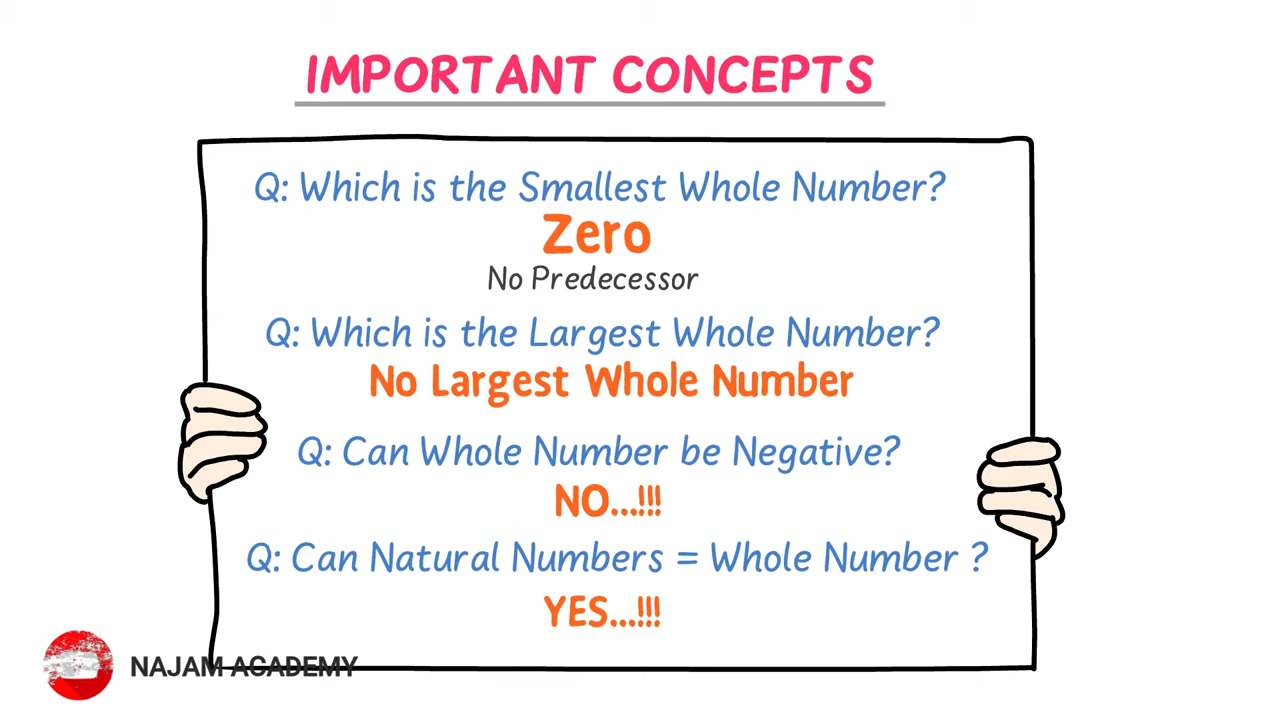 IMPORTANT CONCEPTS
Q: Which is the Smallest Whole Number?
Zero
No Predecessor
Q: Which is the Largest Whole Number?
No Largest Whole Number
Q: Can Whole Number be Negative?
NO...!!!
Q: Can Natural Numbers = Whole Number ?
YES...!!!
NAJAM ACADEMY